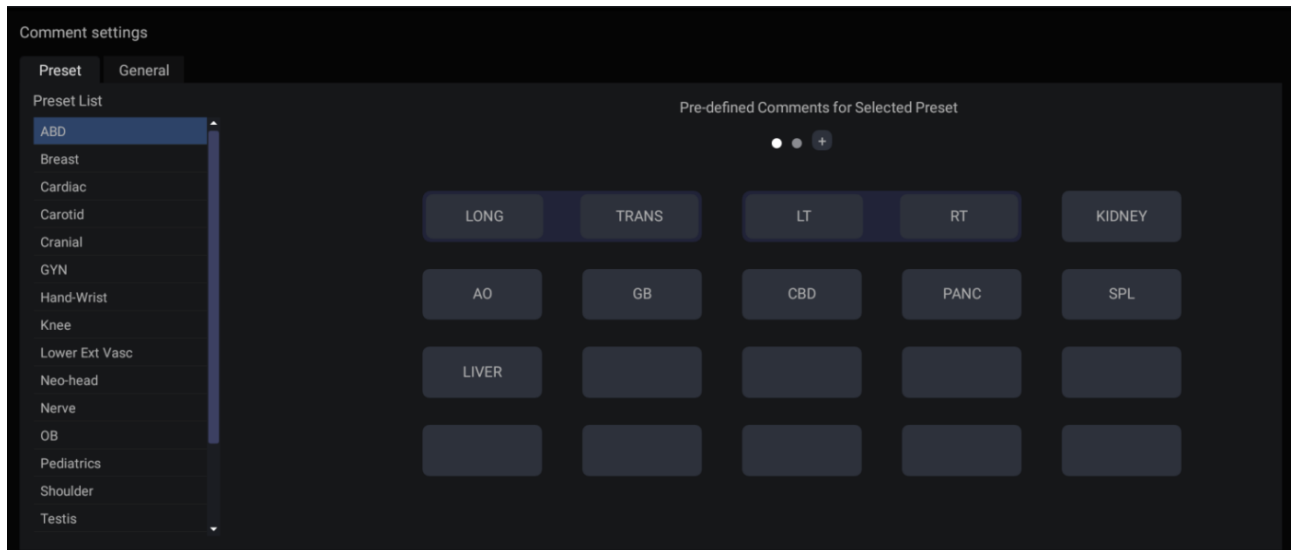 Comment settings
Preset General
Preset List
Pre-defined Comments for Selected Preset
+
ABD
Breast
Cardiac
Carotid
Cranial
GYN
Hand-Wrist
Knee
Lower Ext Vasc
Neo-head
Nerve
OB
Pediatrics
Shoulder
Testis
LONG TRANS LT RT KIDNEY
AO GB CBD PANC SPL
LIVER